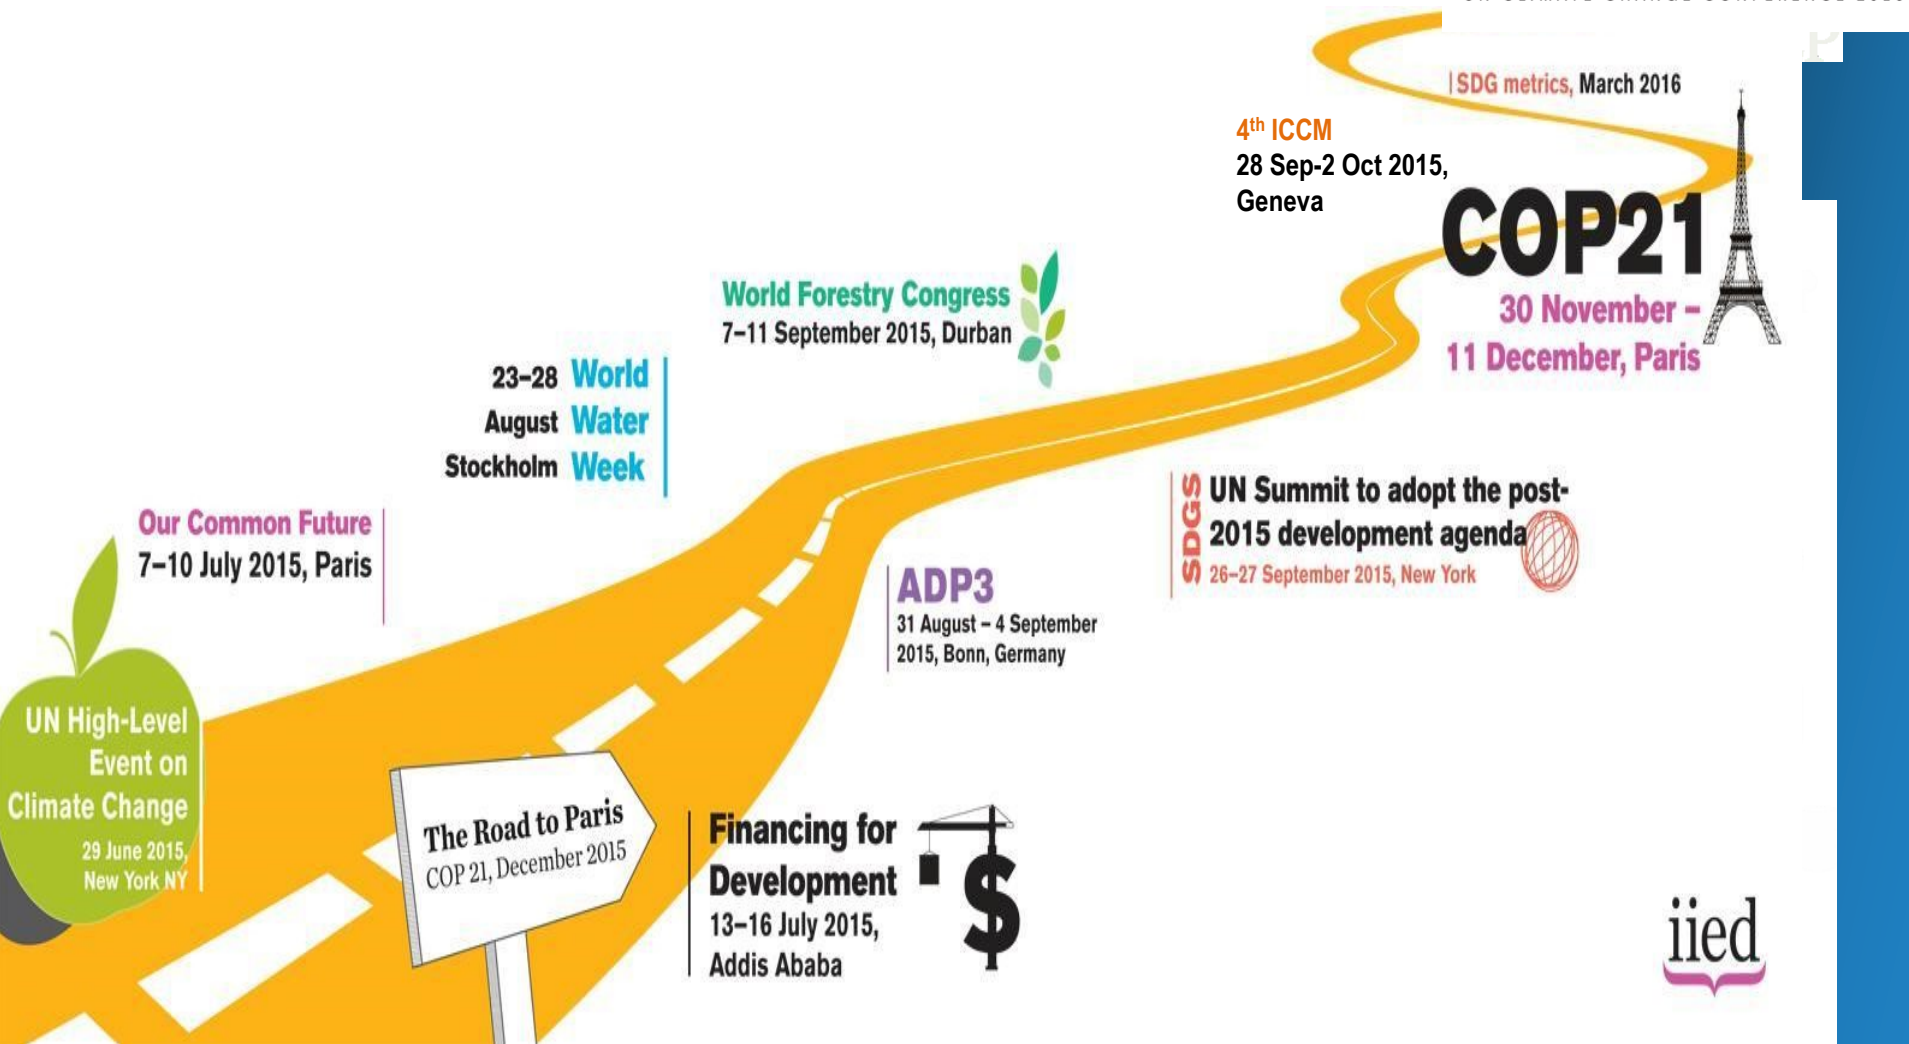 SDG metrics, March 2016
4th ICCM
28 Sep-2 Oct 2015,
Geneva
COP21
30 November –
11 December, Paris
World Forestry Congress
7–11 September 2015, Durban
23–28 World
August Water
Stockholm Week
SDGS
UN Summit to adopt the post-
2015 development agenda
26–27 September 2015, New York
Our Common Future
7–10 July 2015, Paris
ADP3
31 August – 4 September
2015, Bonn, Germany
UN High-Level
Event on
Climate Change
29 June 2015,
New York NY
The Road to Paris
COP 21, December 2015
Financing for
Development
13–16 July 2015,
Addis Ababa
$
iied